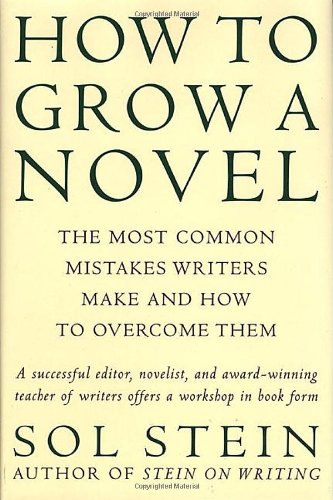 HOW TO
GROW A
NOVEL
THE MOST COMMON
MISTAKES WRITERS
MAKE AND HOW
TO OVERCOME THEM
A successful editor, novelist, and award-winning
teacher of writers offers a workshop in book form
SOL STEIN
AUTHOR OF STEIN ON WRITING